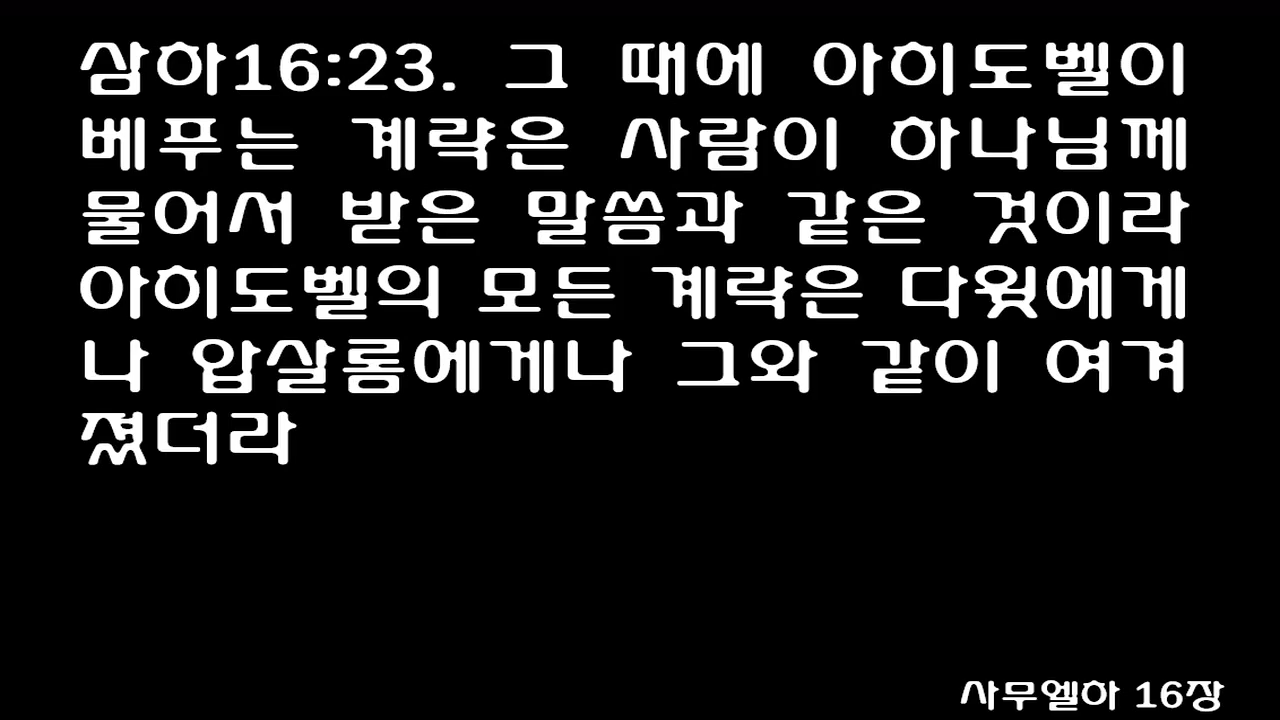 삼하16:23. 그 때에 아히도벨이
베푸는 계략은 사람이 하나님께
물어서 받은 말씀과 같은 것이라
아히도벨의 모든 계략은 다윗에게
나 압살롬에게나 그와 같이 여겨
졌더라
사무엘하 16장